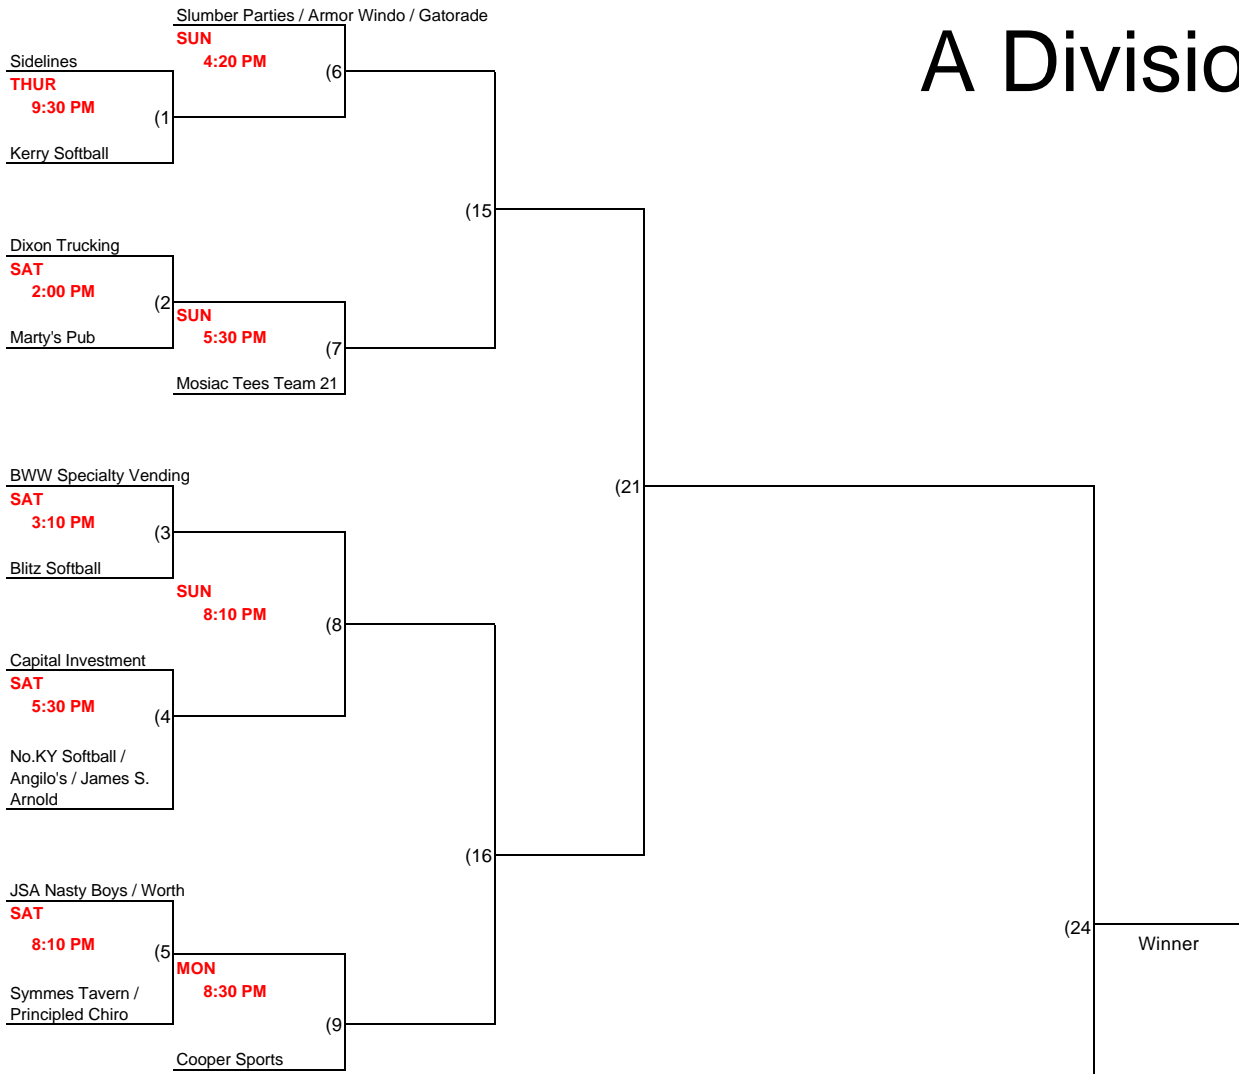 Slumber Parties / Armor Windo / Gatorade
A Divisio
SUN
4:20 PM
Sidelines
(6
THUR
9:30 PM
(1
Kerry Softball
(15
Dixon Trucking
SAT
2:00 PM
(2
SUN
5:30 PM
Marty's Pub
(7
Mosiac Tees Team 21
BWW Specialty Vending
(21
SAT
3:10 PM
(3
Blitz Softball
SUN
8:10 PM
(8
Capital Investment
SAT
5:30 PM
(4
No.KY Softball /
Angilo's / James S.
Arnold
(16
JSA Nasty Boys / Worth
SAT
(24
8:10 PM
Winner
(5
MON
8:30 PM
Symmes Tavern /
Principled Chiro
(9
Cooper Sports